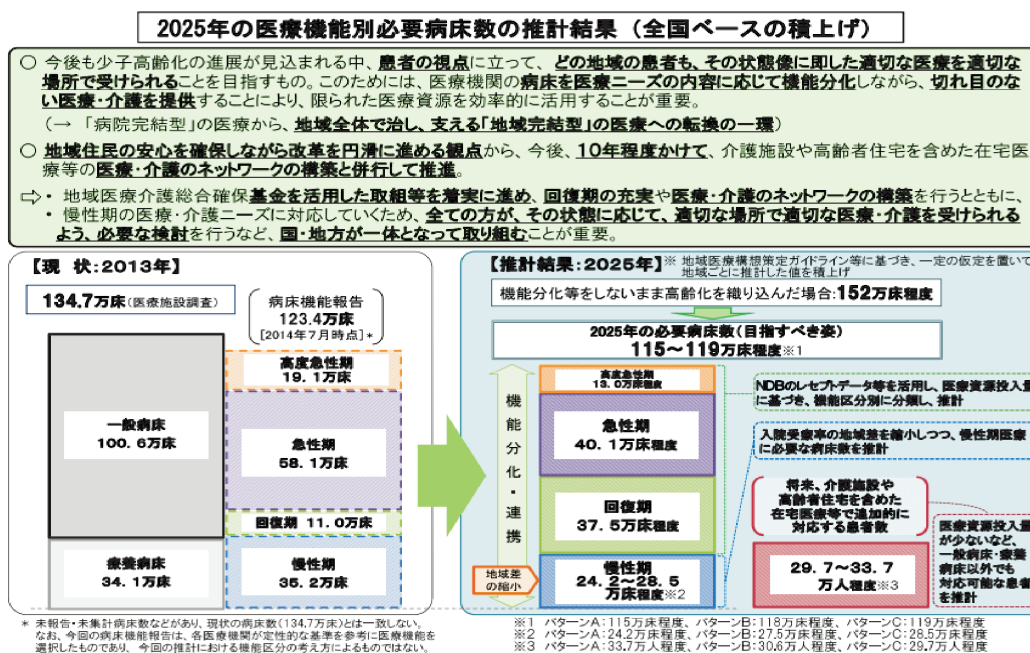 2025年の医療機能別必要病床数の推計結果（全国ベースの積上げ）
○ 今後も少子高齢化の進展が見込まれる中、患者の視点に立って、どの地域の患者も、その状態像に即した適切な医療を適切な
場所で受けられることを目指すもの。このためには、医療機関の病床を医療ニーズの内容に応じて機能分化しながら、切れ目のな
い医療・介護を提供することにより、限られた医療資源を効率的に活用することが重要。
（→ 「病院完結型」の医療から、地域全体で治し、支える「地域完結型」の医療への転換の一環）
○ 地域住民の安心を確保しながら改革を円滑に進める観点から、今後、10年程度かけて、介護施設や高齢者住宅を含めた在宅医
療等の医療・介護のネットワークの構築と併行して推進。
⇨・ 地域医療介護総合確保基金を活用した取組等を着実に進め、回復期の充実や医療・介護のネットワークの構築を行うとともに、
・ 慢性期の医療・介護ニーズに対応していくため、全ての方が、その状態に応じて、適切な場所で適切な医療・介護を受けられる
よう、必要な検討を行うなど、国・地方が一体となって取り組むことが重要。
【現 状：2013年】
134.7万床（医療施設調査）
病床機能報告
123.4万床
［2014年7月時点］*
一般病床
100.6万床
療養病床
34.1万床
高度急性期
19.1万床
急性期
58.1万床
回復期 11.0万床
慢性期
35.2万床
【推計結果：2025年】※ 地域医療構想策定ガイドライン等に基づき、一定の仮定を置いて、
地域ごとに推計した値を積上げ
機能分化等をしないまま高齢化を織り込んだ場合：152万床程度
2025年の必要病床数（目指すべき姿）
115～119万床程度※1
機能分化・連携
地域差
の縮小
高度急性期
13.0万床程度
急性期
40.1万床程度
回復期
37.5万床程度
慢性期
24.2～28.5
万床程度※2
NDBのレセプトデータ等を活用し、医療資源投入量
に基づき、機能区分別に分類し、推計
入院受療率の地域差を縮小しつつ、慢性期医療
に必要な病床数を推計
将来、介護施設や
高齢者住宅を含めた
在宅医療等で追加的に
対応する患者数
29.7～33.7
万人程度※3
医療資源投入量
が少ないなど、
一般病床・療養
病床以外でも
対応可能な患者
を推計
* 未報告・未集計病床数などがあり、現状の病床数（134.7万床）とは一致しない。
なお、今回の病床機能報告は、各医療機関が定性的な基準を参考に医療機能を
選択したものであり、今回の推計における機能区分の考え方によるものではない。
※1 パターンA：115万床程度、パターンB：118万床程度、パターンC：119万床程度
※2 パターンA：24.2万床程度、パターンB：27.5万床程度、パターンC：28.5万床程度
※3 パターンA：33.7万人程度、パターンB：30.6万人程度、パターンC：29.7万人程度